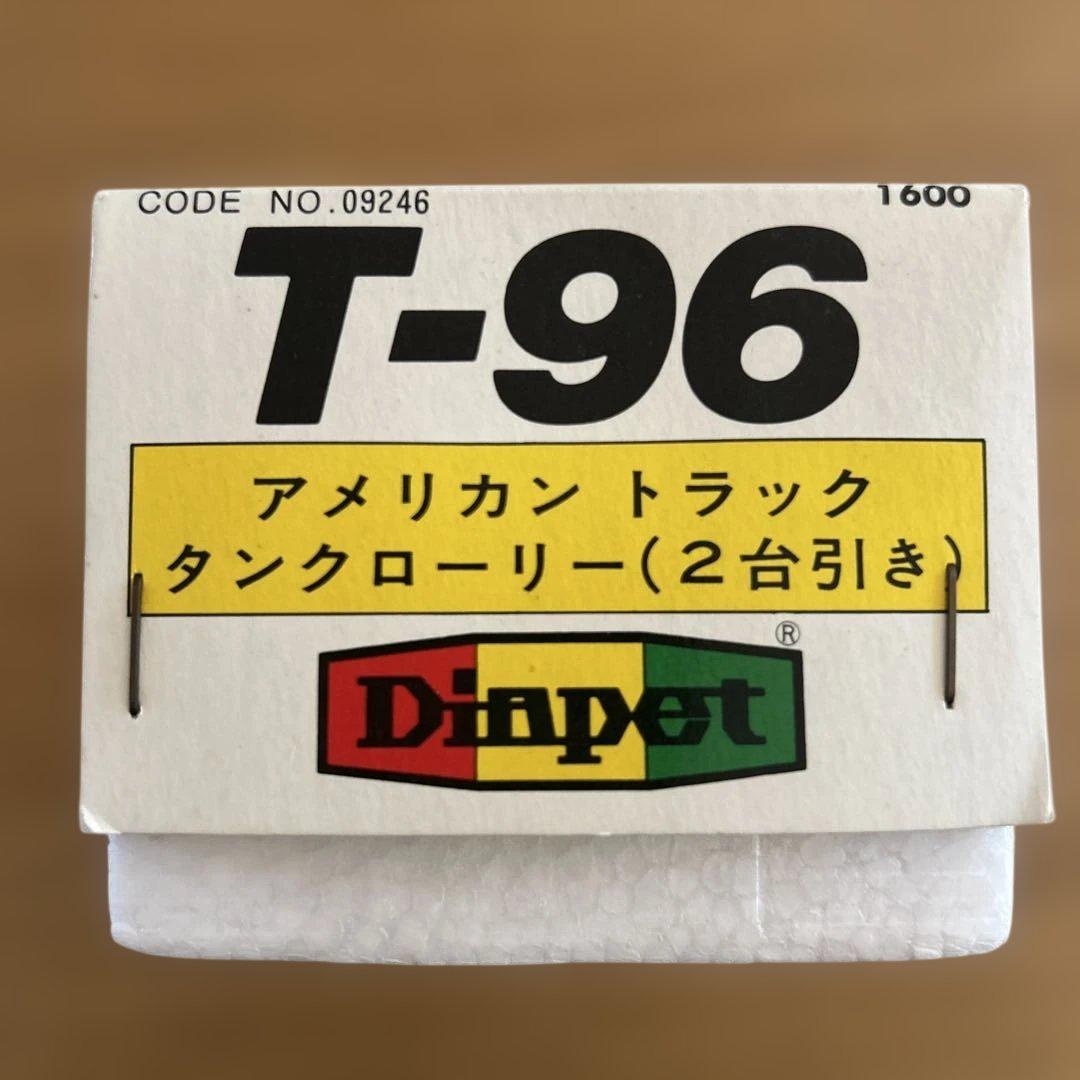 CODE NO.09246
1600
T-96
アメリカン トラック
タンクローリー(2台引き)
®
Diapet